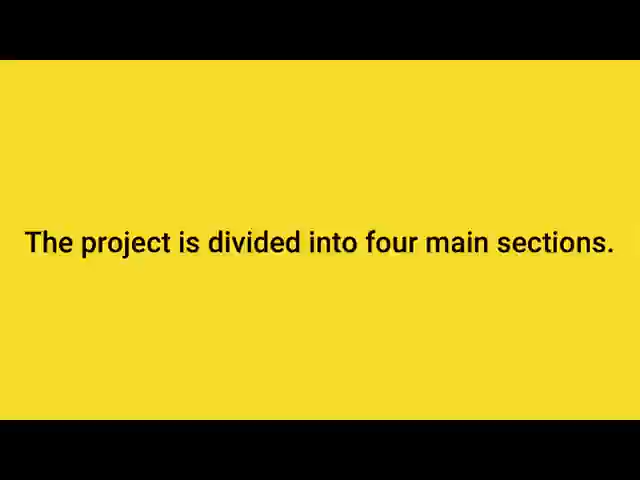 The project is divided into four main sections.